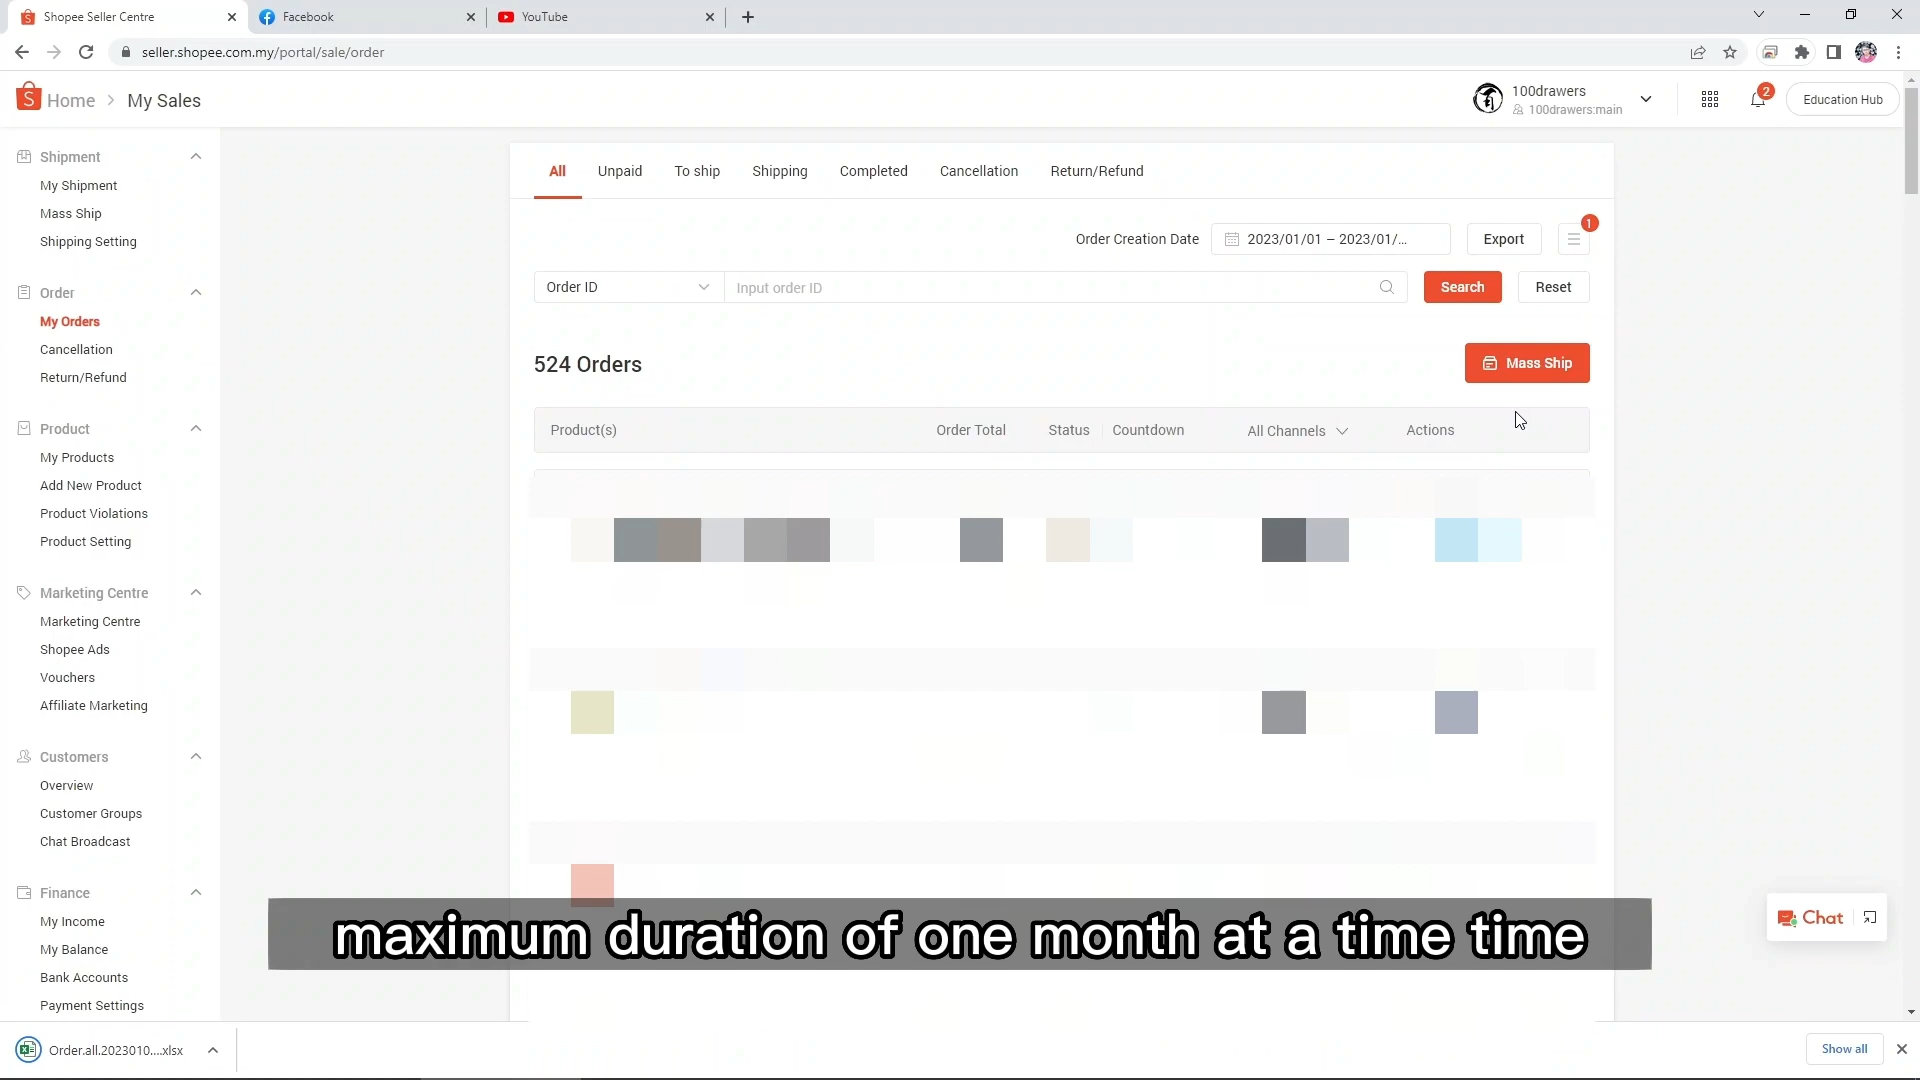 Shopee Seller Centre
Facebook
YouTube
seller.shopee.com.my/portal/sale/order
Home > My Sales
100drawers
100drawers:main
2
Education Hub
Shipment
My Shipment
Mass Ship
Shipping Setting
Order
My Orders
Cancellation
Return/Refund
Product
My Products
Add New Product
Product Violations
Product Setting
Marketing Centre
Marketing Centre
Shopee Ads
Vouchers
Affiliate Marketing
Customers
Overview
Customer Groups
Chat Broadcast
Finance
My Income
My Balance
Bank Accounts
Payment Settings
All Unpaid To ship Shipping Completed Cancellation Return/Refund
Order Creation Date 2023/01/01 – 2023/01/... Export 1
Order ID Input order ID Search Reset
524 Orders Mass Ship
Product(s) Order Total Status Countdown All Channels Actions
maximum duration of one month at a time time
Chat
Order.all.2023010....xlsx
Show all